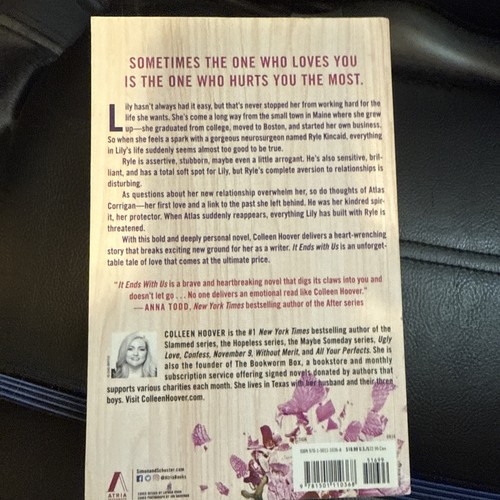 SOMETIMES THE ONE WHO LOVES YOU
IS THE ONE WHO HURTS YOU THE MOST.
Lily hasn't always had it easy, but that's never stopped her from working hard for the
life she wants. She's come a long way from the small town in Maine where she grew
up—she graduated from college, moved to Boston, and started her own business.
So when she feels a spark with a gorgeous neurosurgeon named Ryle Kincaid, everything
in Lily's life suddenly seems almost too good to be true.
Ryle is assertive, stubborn, maybe even a little arrogant. He's also sensitive, bril-
liant, and has a total soft spot for Lily, but Ryle's complete aversion to relationships is
disturbing.
As questions about her new relationship overwhelm her, so do thoughts of Atlas
Corrigan—her first love and a link to the past she left behind. He was her kindred spir-
it, her protector. When Atlas suddenly reappears, everything Lily has built with Ryle is
threatened.
With this bold and deeply personal novel, Colleen Hoover delivers a heart-wrenching
story that breaks exciting new ground for her as a writer. It Ends With Us is an unforget-
table tale of love that comes at the ultimate price.
"It Ends With Us is a brave and heartbreaking novel that digs its claws into you and
doesn't let go . . . No one delivers an emotional read like Colleen Hoover."
— ANNA TODD, New York Times bestselling author of the After series
COLLEEN HOOVER is the #1 New York Times bestselling author of the
Slammed series, the Hopeless series, the Maybe Someday series, Ugly
Love, Confess, November 9, Without Merit, and All Your Perfects. She is
also the founder of The Bookworm Box, a bookstore and monthly
subscription service offering signed novels donated by authors that
supports various charities each month. She lives in Texas with her husband and their three
boys. Visit ColleenHoover.com.
SimonandSchuster.com
@AtriaBooks
ATRIA
ISBN 978-1-5011-1036-8
51699
9 781501 110368